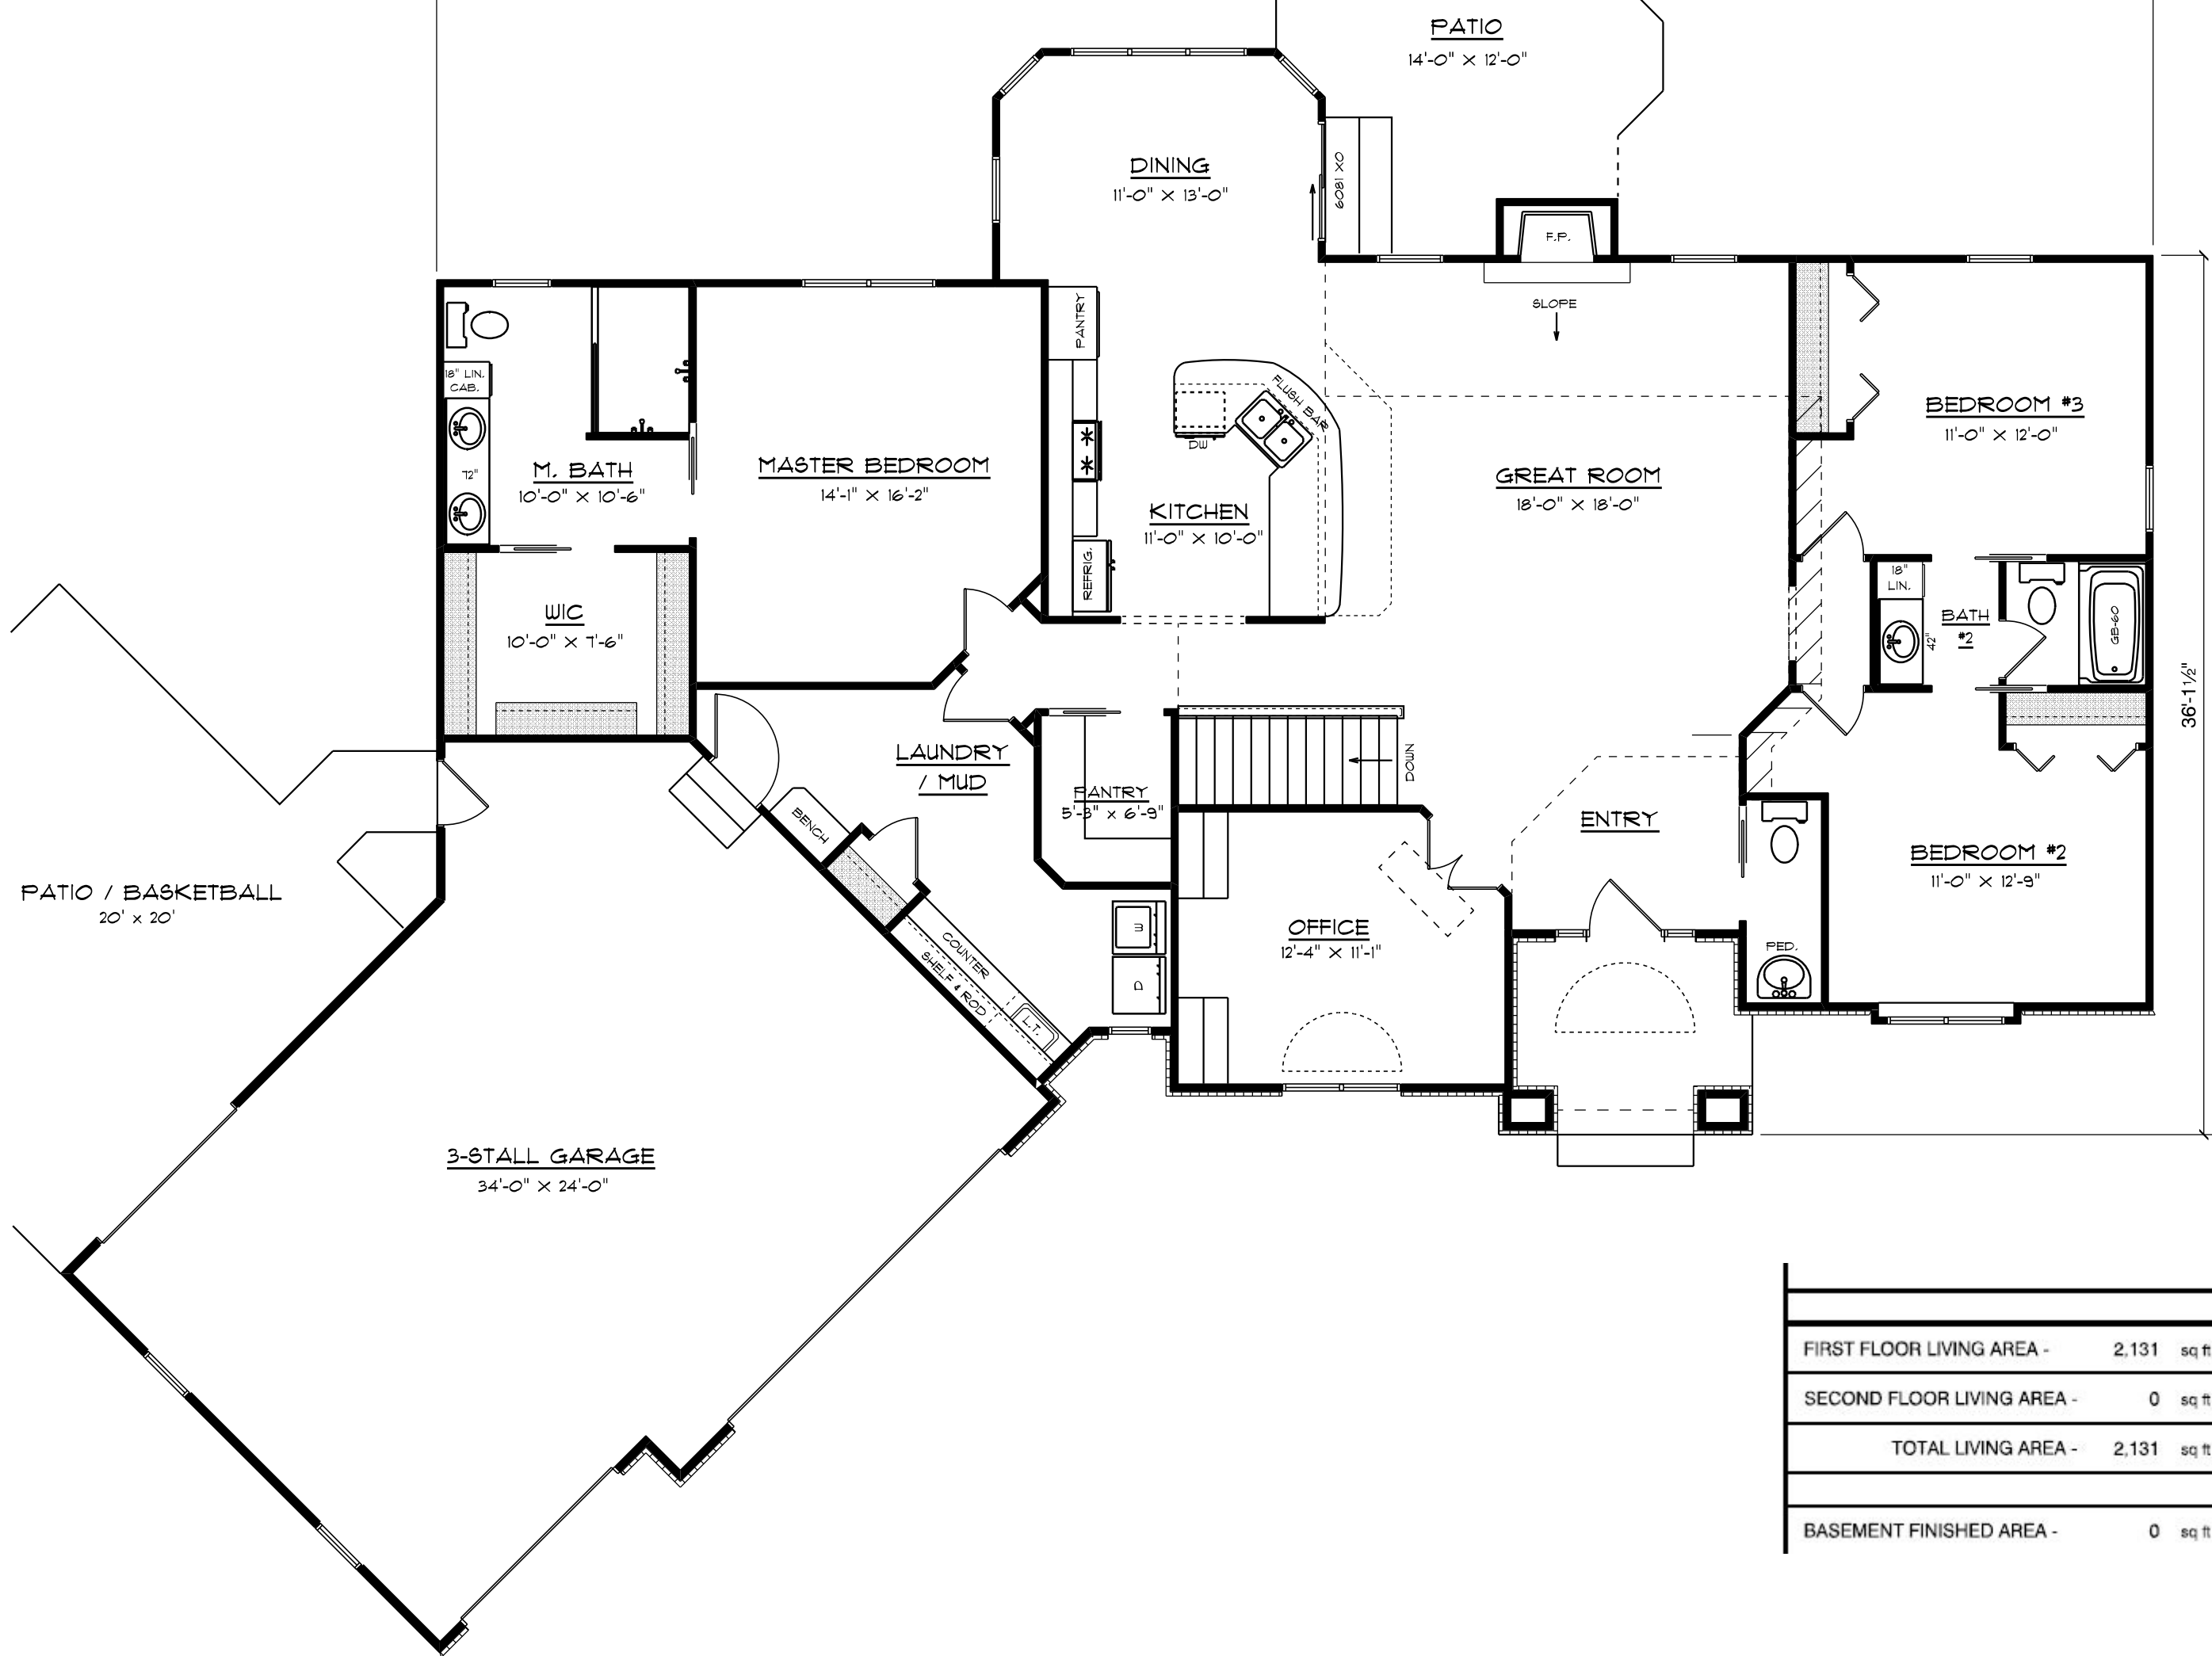 PATIO
14'-0" X 12'-0"
DINING
11'-0" X 13'-0"
6081 XO
F.P.
SLOPE
PANTRY
18" LIN.
CAB.
72"
M. BATH
10'-0" X 10'-6"
MASTER BEDROOM
14'-1" X 16'-2"
FLUSH BAR
DW
KITCHEN
11'-0" X 10'-0"
REFRIG.
GREAT ROOM
18'-0" X 18'-0"
BEDROOM #3
11'-0" X 12'-0"
WIC
10'-0" X 7'-6"
18"
LIN.
42"
BATH
#2
GB-60
36'-1 1/2"
LAUNDRY
/ MUD
PANTRY
5'-3" X 6'-9"
DOWN
BENCH
ENTRY
BEDROOM #2
11'-0" X 12'-9"
PATIO / BASKETBALL
20' x 20'
COUNTER
SHELF & ROD
L.T.
W
D
OFFICE
12'-4" X 11'-1"
PED.
3-STALL GARAGE
34'-0" X 24'-0"
FIRST FLOOR LIVING AREA - 2,131 sq ft
SECOND FLOOR LIVING AREA - 0 sq ft
TOTAL LIVING AREA - 2,131 sq ft
BASEMENT FINISHED AREA - 0 sq ft